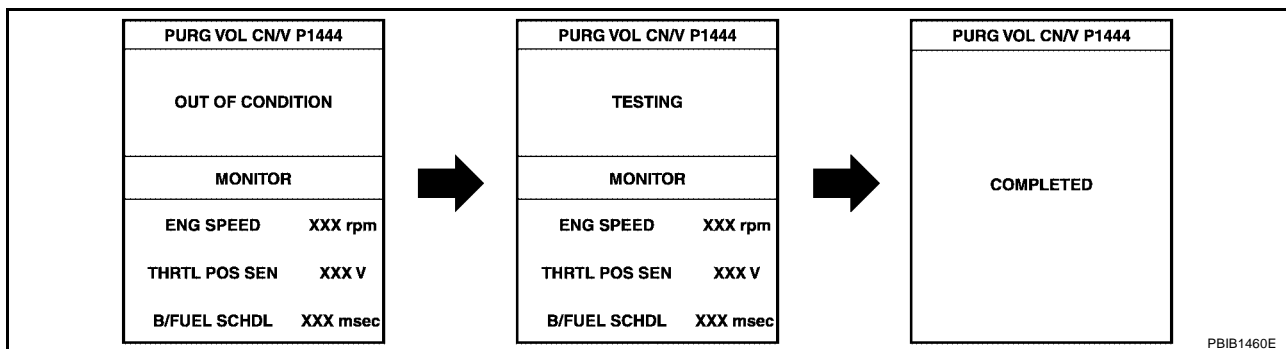 PURG VOL CN/V P1444
OUT OF CONDITION
MONITOR
ENG SPEED XXX rpm
THRTL POS SEN XXX V
B/FUEL SCHDL XXX msec
PURG VOL CN/V P1444
TESTING
MONITOR
ENG SPEED XXX rpm
THRTL POS SEN XXX V
B/FUEL SCHDL XXX msec
PURG VOL CN/V P1444
COMPLETED
PBIB1460E